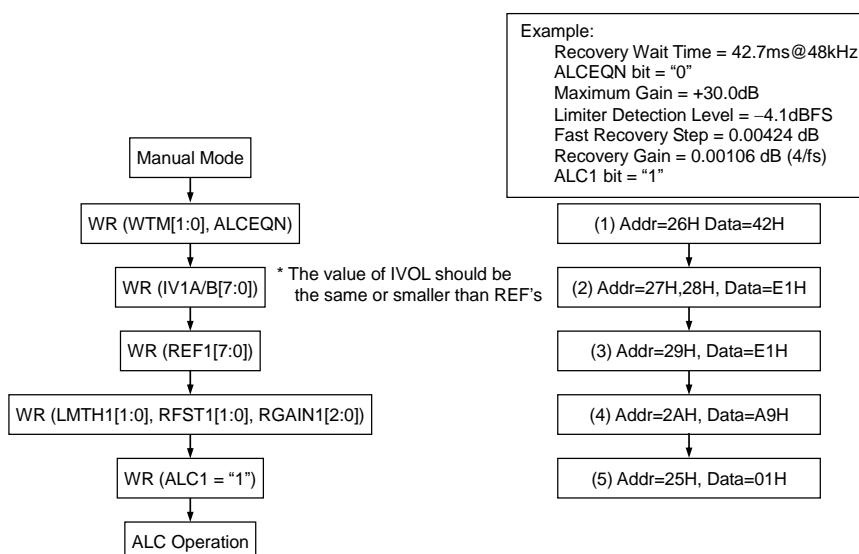 Example:
Recovery Wait Time = 42.7ms@48kHz
ALCEQN bit = “0”
Maximum Gain = +30.0dB
Limiter Detection Level = −4.1dBFS
Fast Recovery Step = 0.00424 dB
Recovery Gain = 0.00106 dB (4/fs)
ALC1 bit = “1”
Manual Mode
WR (WTM[1:0], ALCEQN)
WR (IV1A/B[7:0])
* The value of IVOL should be
the same or smaller than REF’s
WR (REF1[7:0])
WR (LMTH1[1:0], RFST1[1:0], RGAIN1[2:0])
WR (ALC1 = “1”)
ALC Operation
(1) Addr=26H Data=42H
(2) Addr=27H,28H, Data=E1H
(3) Addr=29H, Data=E1H
(4) Addr=2AH, Data=A9H
(5) Addr=25H, Data=01H